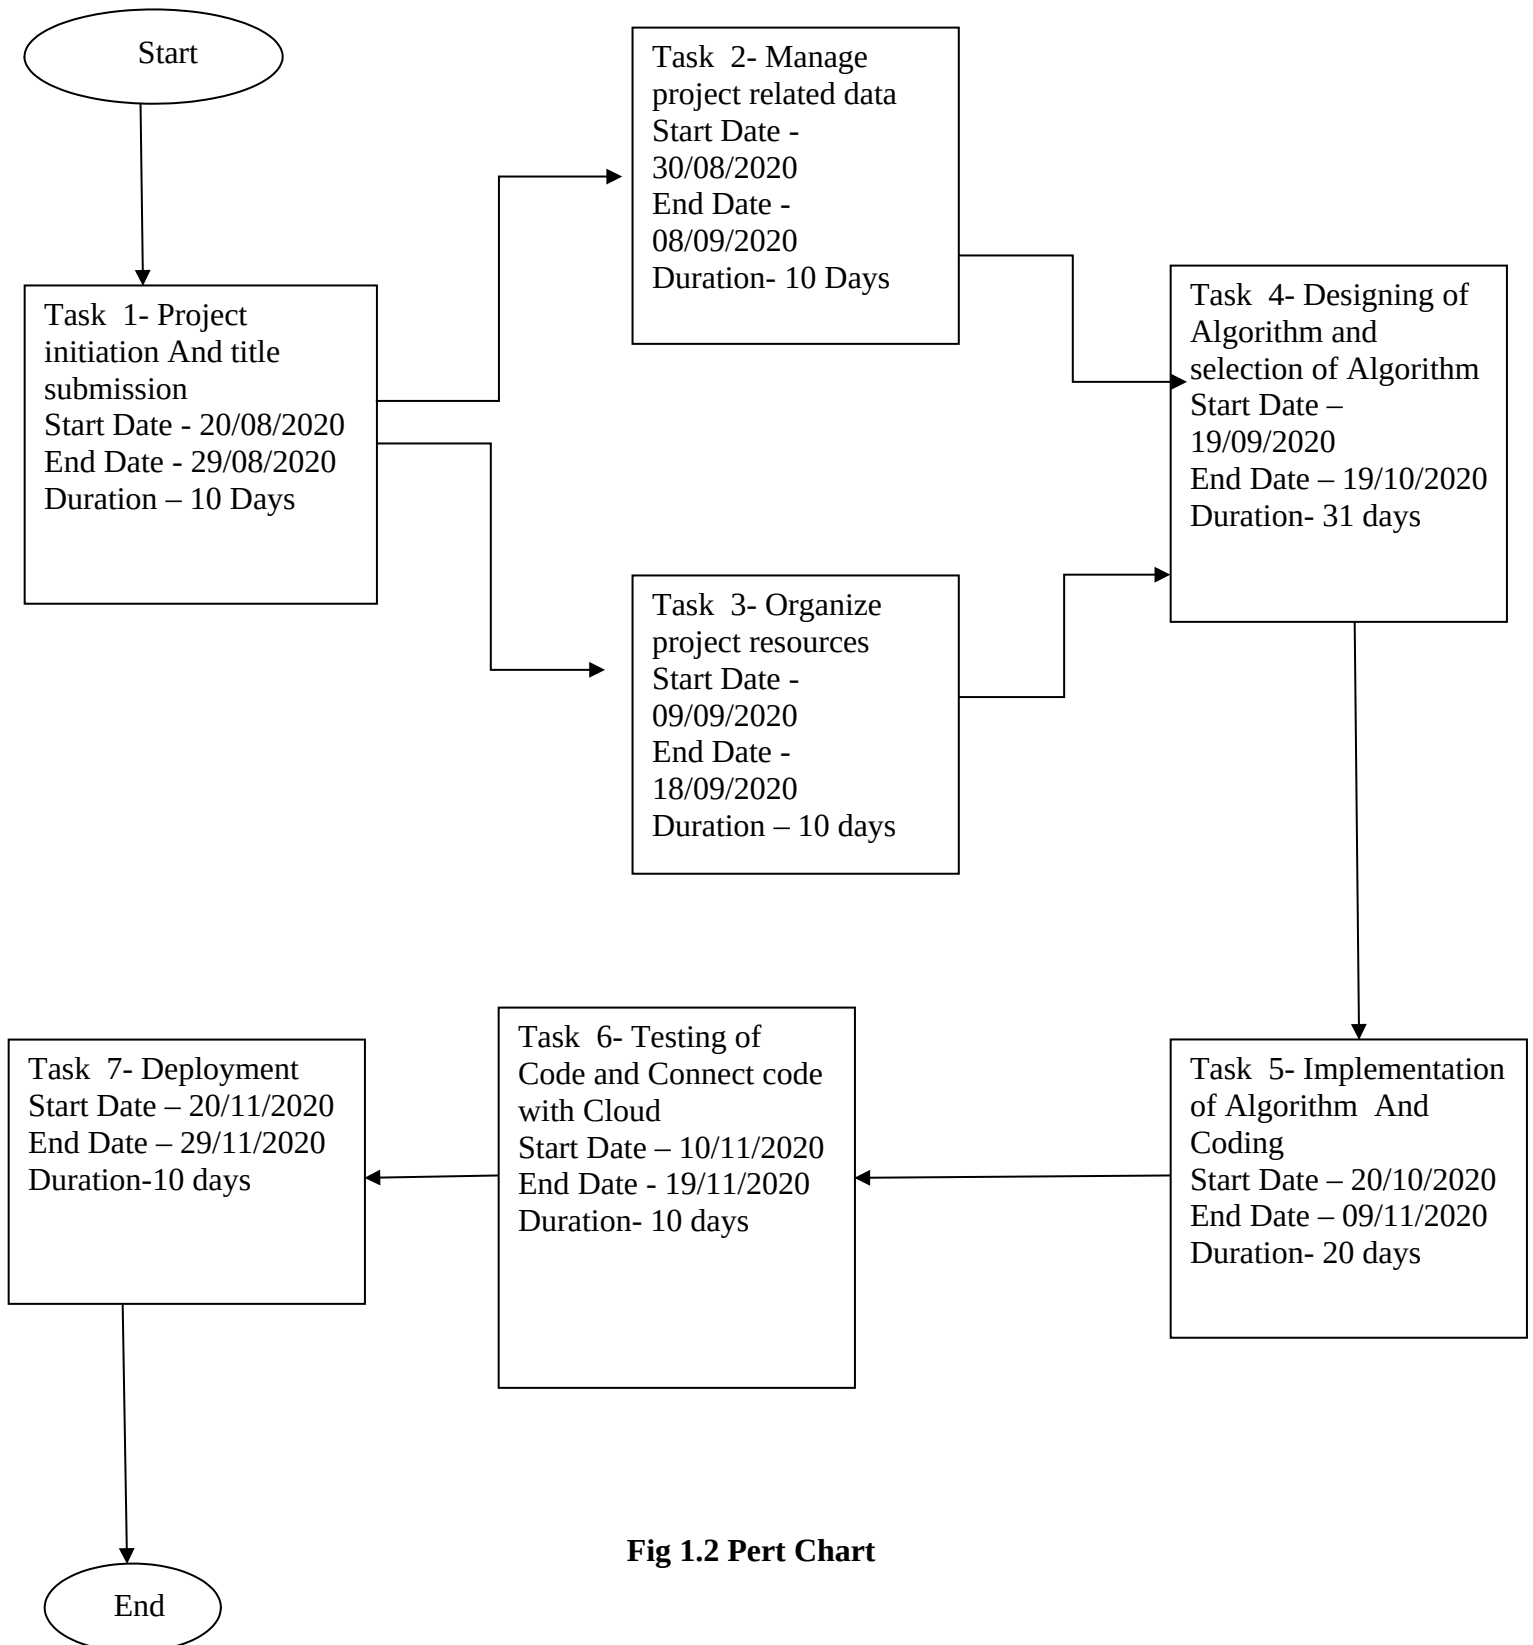 Start
Task  1- Project
initiation And title
submission
Start Date - 20/08/2020
End Date - 29/08/2020
Duration – 10 Days
Task  2- Manage
project related data
Start Date -
30/08/2020
End Date -
08/09/2020
Duration- 10 Days
Task  3- Organize
project resources
Start Date -
09/09/2020
End Date -
18/09/2020
Duration – 10 days
Task  4- Designing of
Algorithm and
selection of Algorithm
Start Date –
19/09/2020
End Date – 19/10/2020
Duration- 31 days
Task  5- Implementation
of Algorithm  And
Coding
Start Date – 20/10/2020
End Date – 09/11/2020
Duration- 20 days
Task  6- Testing of
Code and Connect code
with Cloud
Start Date – 10/11/2020
End Date - 19/11/2020
Duration- 10 days
Task  7- Deployment
Start Date – 20/11/2020
End Date – 29/11/2020
Duration-10 days
End
Fig 1.2 Pert Chart